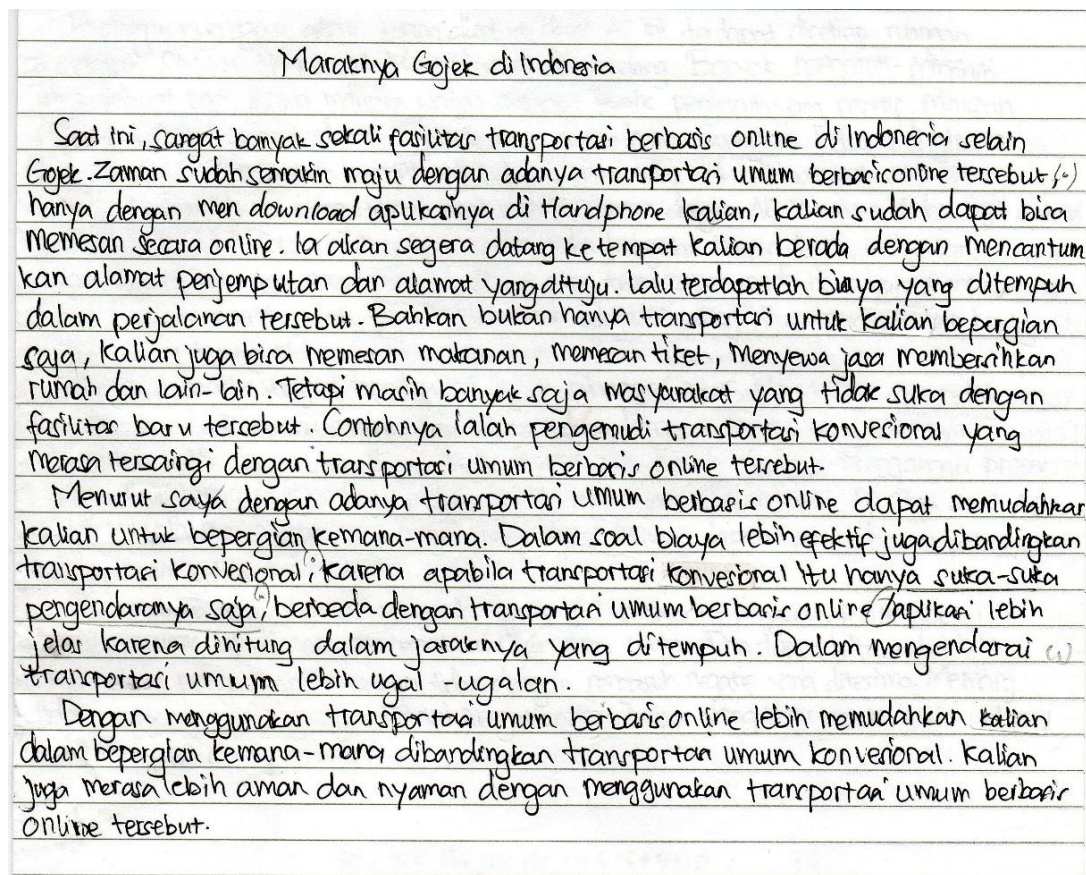 Maraknya Gojek di Indonesia
Saat ini, sangat banyak sekali fasilitas transportasi berbasis online di Indonesia selain
Gojek. Zaman sudah semakin maju dengan adanya transportasi umum berbasis online tersebut, (.)
hanya dengan men download aplikasinya di Handphone kalian, kalian sudah dapat bisa
memesan secara online. Ia akan segera datang ke tempat kalian berada dengan mencantum
kan alamat penjemputan dan alamat yang dituju. Lalu terdapatlah biaya yang ditempuh
dalam perjalanan tersebut. Bahkan bukan hanya transportasi untuk kalian bepergian
saja, kalian juga bisa memesan makanan, memesan tiket, menyewa jasa membersihkan
rumah dan lain-lain. Tetapi masih banyak saja masyarakat yang tidak suka dengan
fasilitas baru tersebut. Contohnya ialah pengemudi transportasi konvesional yang
merasa tersaingi dengan transportasi umum berbasis online tersebut.
Menurut saya dengan adanya transportasi umum berbasis online dapat memudahkan
kalian untuk bepergian kemana-mana. Dalam soal biaya lebih efektif juga dibandingkan
transportasi konvesional, karena apabila transportasi konvesional itu hanya suka-suka
pengendaranya saja, berbeda dengan transportasi umum berbasis online aplikasi lebih
jelas karena dihitung dalam jaraknya yang ditempuh. Dalam mengendarai
transportasi umum lebih ugal-ugalan.
Dengan menggunakan transportasi umum berbasis online lebih memudahkan kalian
dalam bepergian kemana-mana dibandingkan transportasi umum konvesional. Kalian
juga merasa lebih aman dan nyaman dengan menggunakan transportasi umum berbasis
online tersebut.